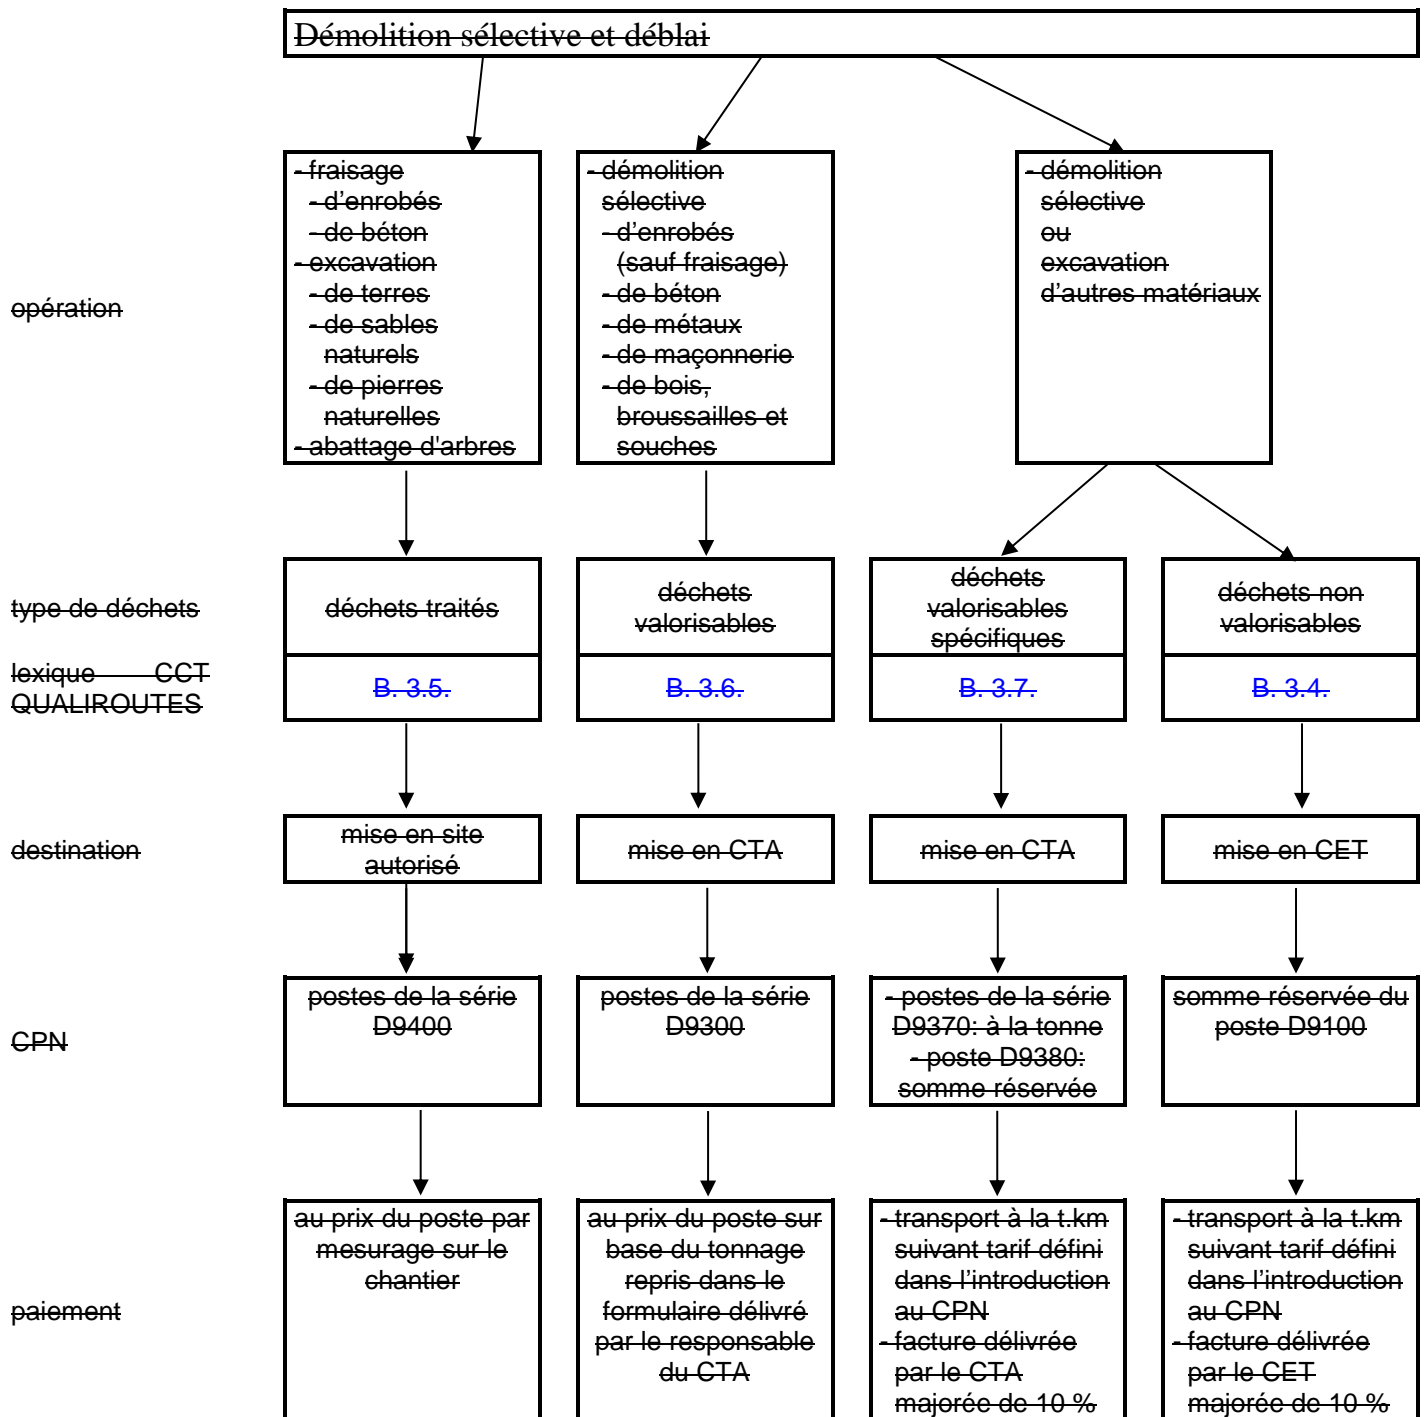 Démolition sélective et déblai
opération
- fraisage
- d'enrobés
- de béton
- excavation
- de terres
- de sables
naturels
- de pierres
naturelles
- abattage d'arbres
- démolition
sélective
- d'enrobés
(sauf fraisage)
- de béton
- de métaux
- de maçonnerie
- de bois,
broussailles et
souches
- démolition
sélective
ou
excavation
d'autres matériaux
type de déchets
déchets traités
déchets
valorisables
déchets
valorisables
spécifiques
déchets non
valorisables
lexique CCT
QUALIROUTES
B. 3.5.
B. 3.6.
B. 3.7.
B. 3.4.
destination
mise en site
autorisé
mise en CTA
mise en CTA
mise en CET
CPN
postes de la série
D9400
postes de la série
D9300
- postes de la série
D9370: à la tonne
- poste D9380:
somme réservée
somme réservée du
poste D9100
paiement
au prix du poste par
mesurage sur le
chantier
au prix du poste sur
base du tonnage
repris dans le
formulaire délivré
par le responsable
du CTA
- transport à la t.km
suivant tarif défini
dans l'introduction
au CPN
- facture délivrée
par le CTA
majorée de 10 %
- transport à la t.km
suivant tarif défini
dans l'introduction
au CPN
- facture délivrée
par le CET
majorée de 10 %